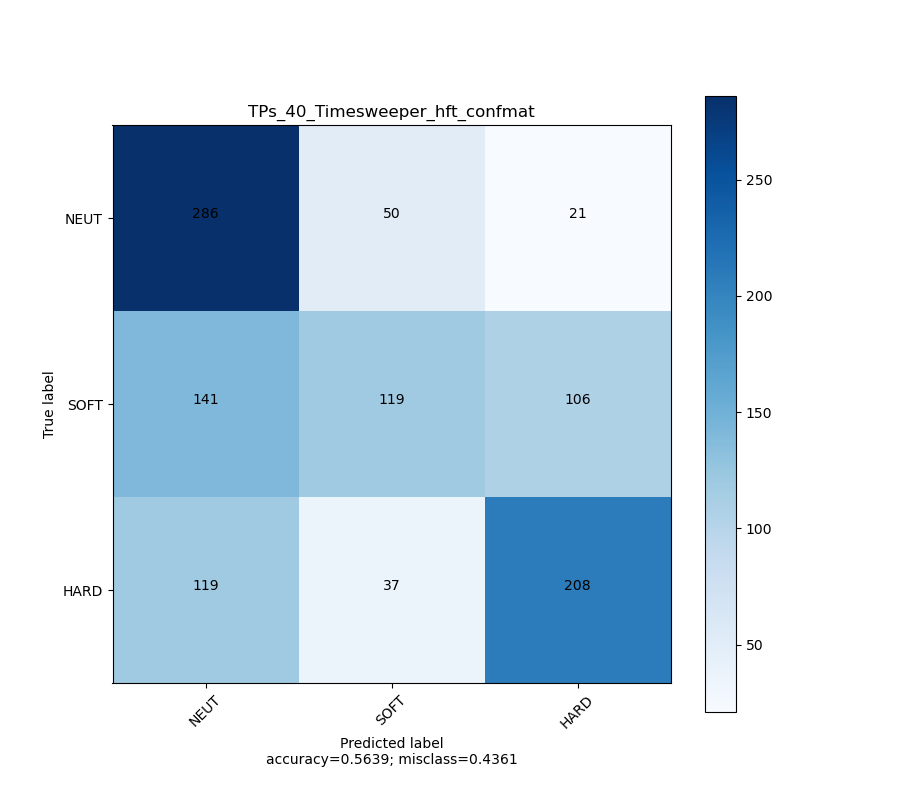 TPs_40_Timesweeper_hft_confmat
NEUT 286 50 21
SOFT 141 119 106
HARD 119 37 208
NEUT SOFT HARD
True label
Predicted label
accuracy=0.5639; misclass=0.4361
250
200
150
100
50